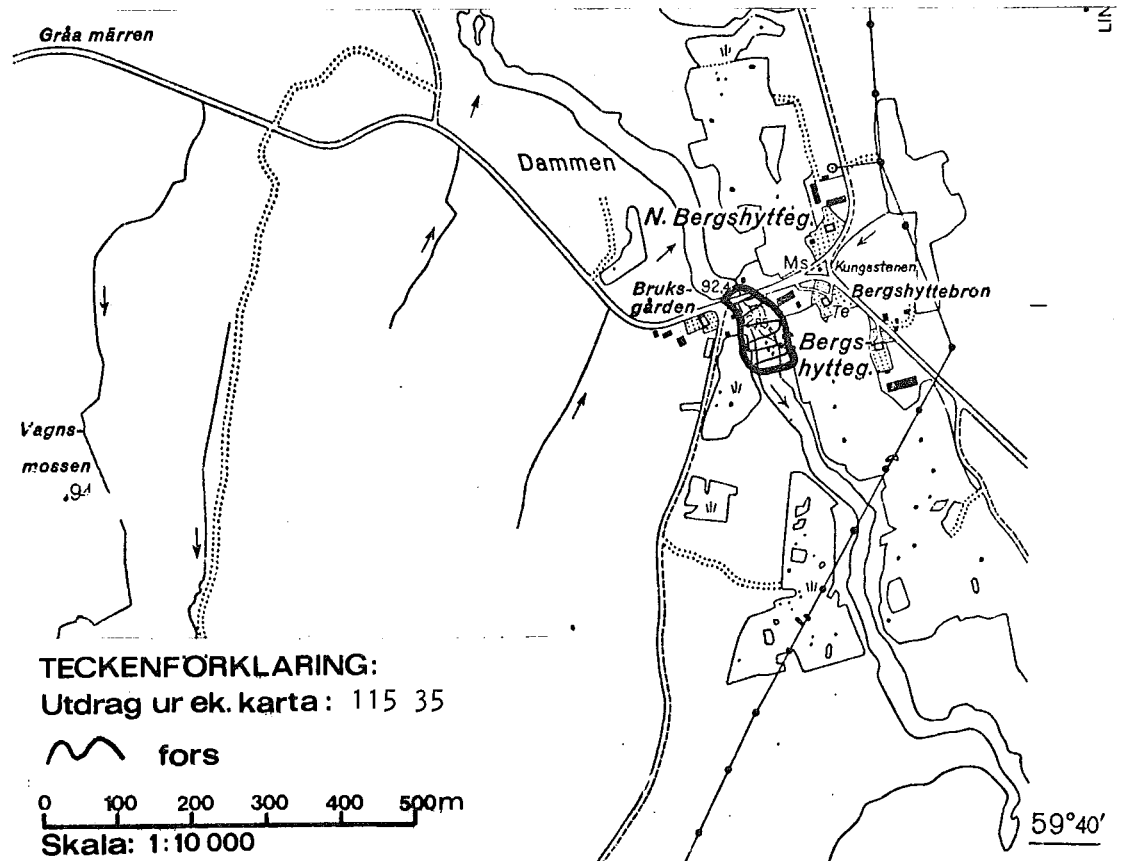 LIN
Gråa märren
Dammen
N. Bergshytteg.
Ms
Kungsstenen
Bruks-
gården
92.4
Bergshyttebron
Te
Bergs-
hytteg.
Vagns-
mossen
.94
TECKENFÖRKLARING:
Utdrag ur ek. karta: 115 35
fors
0 100 200 300 400 500m
Skala: 1:10 000
59°40'